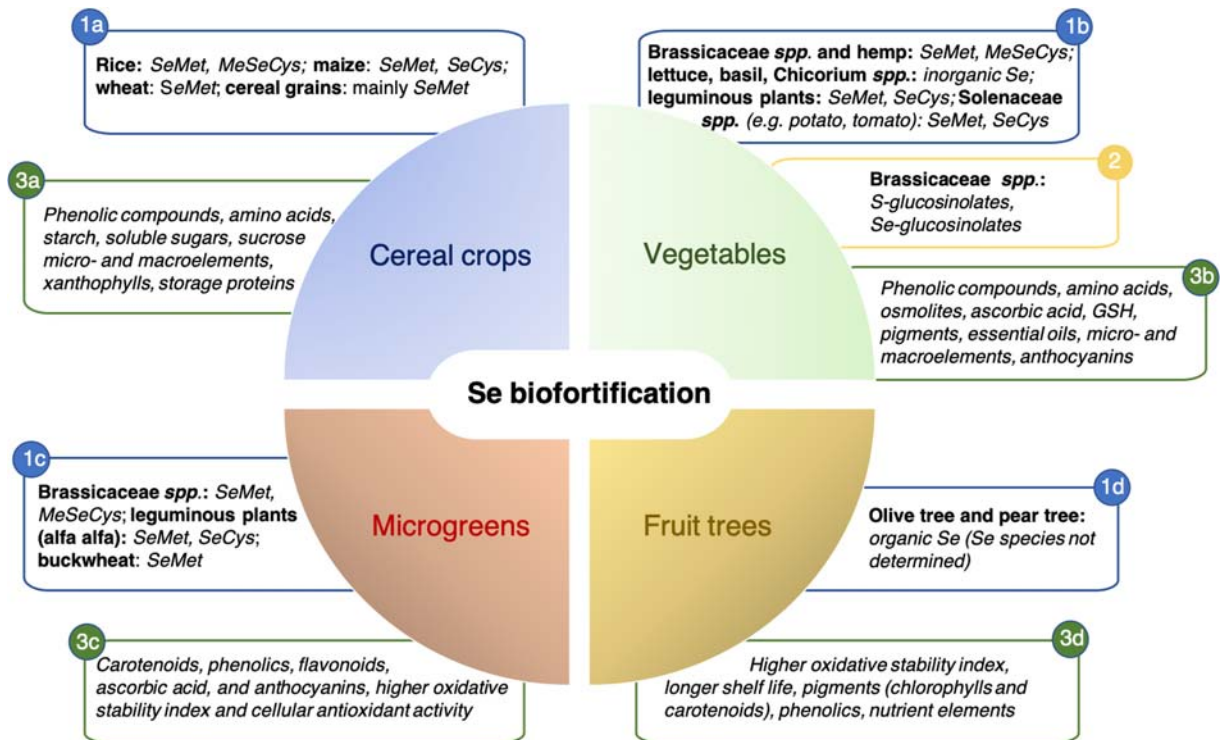 1a
Rice: SeMet, MeSeCys; maize: SeMet, SeCys;
wheat: SeMet; cereal grains: mainly SeMet
1b
Brassicaceae spp. and hemp: SeMet, MeSeCys;
lettuce, basil, Chicorium spp.: inorganic Se;
leguminous plants: SeMet, SeCys; Solenaceae
spp. (e.g. potato, tomato): SeMet, SeCys
3a
Phenolic compounds, amino acids,
starch, soluble sugars, sucrose
micro- and macroelements,
xanthophylls, storage proteins
2
Brassicaceae spp.:
S-glucosinolates,
Se-glucosinolates
Cereal crops
Vegetables
3b
Phenolic compounds, amino acids,
osmolites, ascorbic acid, GSH,
pigments, essential oils, micro- and
macroelements, anthocyanins
Se biofortification
1c
Brassicaceae spp.: SeMet,
MeSeCys; leguminous plants
(alfa alfa): SeMet, SeCys;
buckwheat: SeMet
Microgreens
Fruit trees
1d
Olive tree and pear tree:
organic Se (Se species not
determined)
3c
Carotenoids, phenolics, flavonoids,
ascorbic acid, and anthocyanins, higher oxidative
stability index and cellular antioxidant activity
3d
Higher oxidative stability index,
longer shelf life, pigments (chlorophylls and
carotenoids), phenolics, nutrient elements